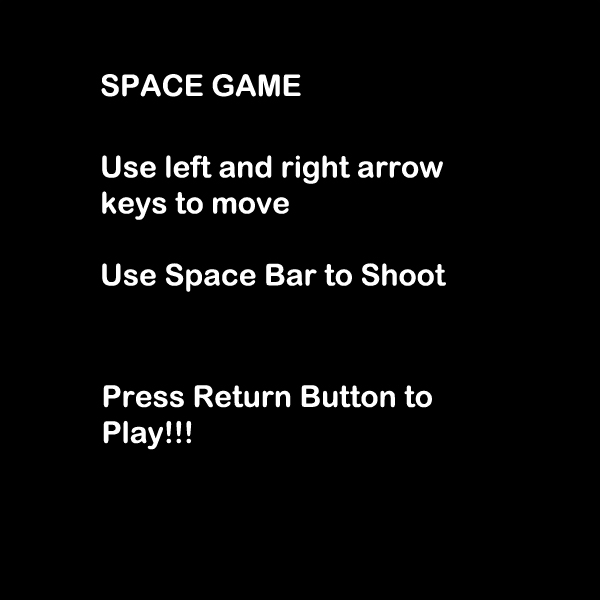 SPACE GAME
Use left and right arrow
keys to move
Use Space Bar to Shoot
Press Return Button to
Play!!!